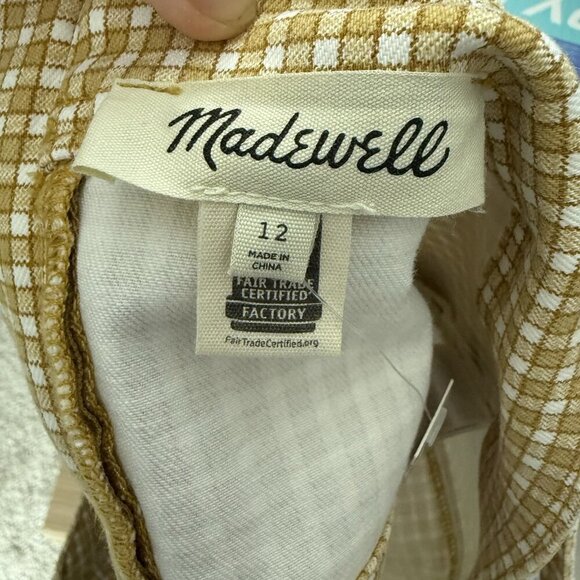 Madewell
12
MADE IN
CHINA
FAIR TRADE
CERTIFIED
FACTORY
FairTradeCertified.org